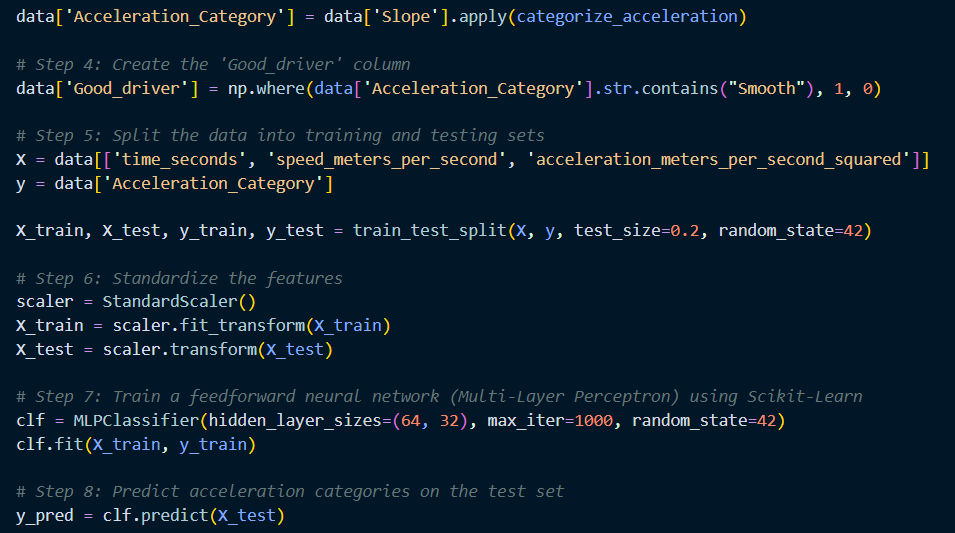 data['Acceleration_Category'] = data['Slope'].apply(categorize_acceleration)
# Step 4: Create the 'Good_driver' column
data['Good_driver'] = np.where(data['Acceleration_Category'].str.contains("Smooth"), 1, 0)
# Step 5: Split the data into training and testing sets
X = data[['time_seconds', 'speed_meters_per_second', 'acceleration_meters_per_second_squared']]
y = data['Acceleration_Category']
X_train, X_test, y_train, y_test = train_test_split(X, y, test_size=0.2, random_state=42)
# Step 6: Standardize the features
scaler = StandardScaler()
X_train = scaler.fit_transform(X_train)
X_test = scaler.transform(X_test)
# Step 7: Train a feedforward neural network (Multi-Layer Perceptron) using Scikit-Learn
clf = MLPClassifier(hidden_layer_sizes=(64, 32), max_iter=1000, random_state=42)
clf.fit(X_train, y_train)
# Step 8: Predict acceleration categories on the test set
y_pred = clf.predict(X_test)